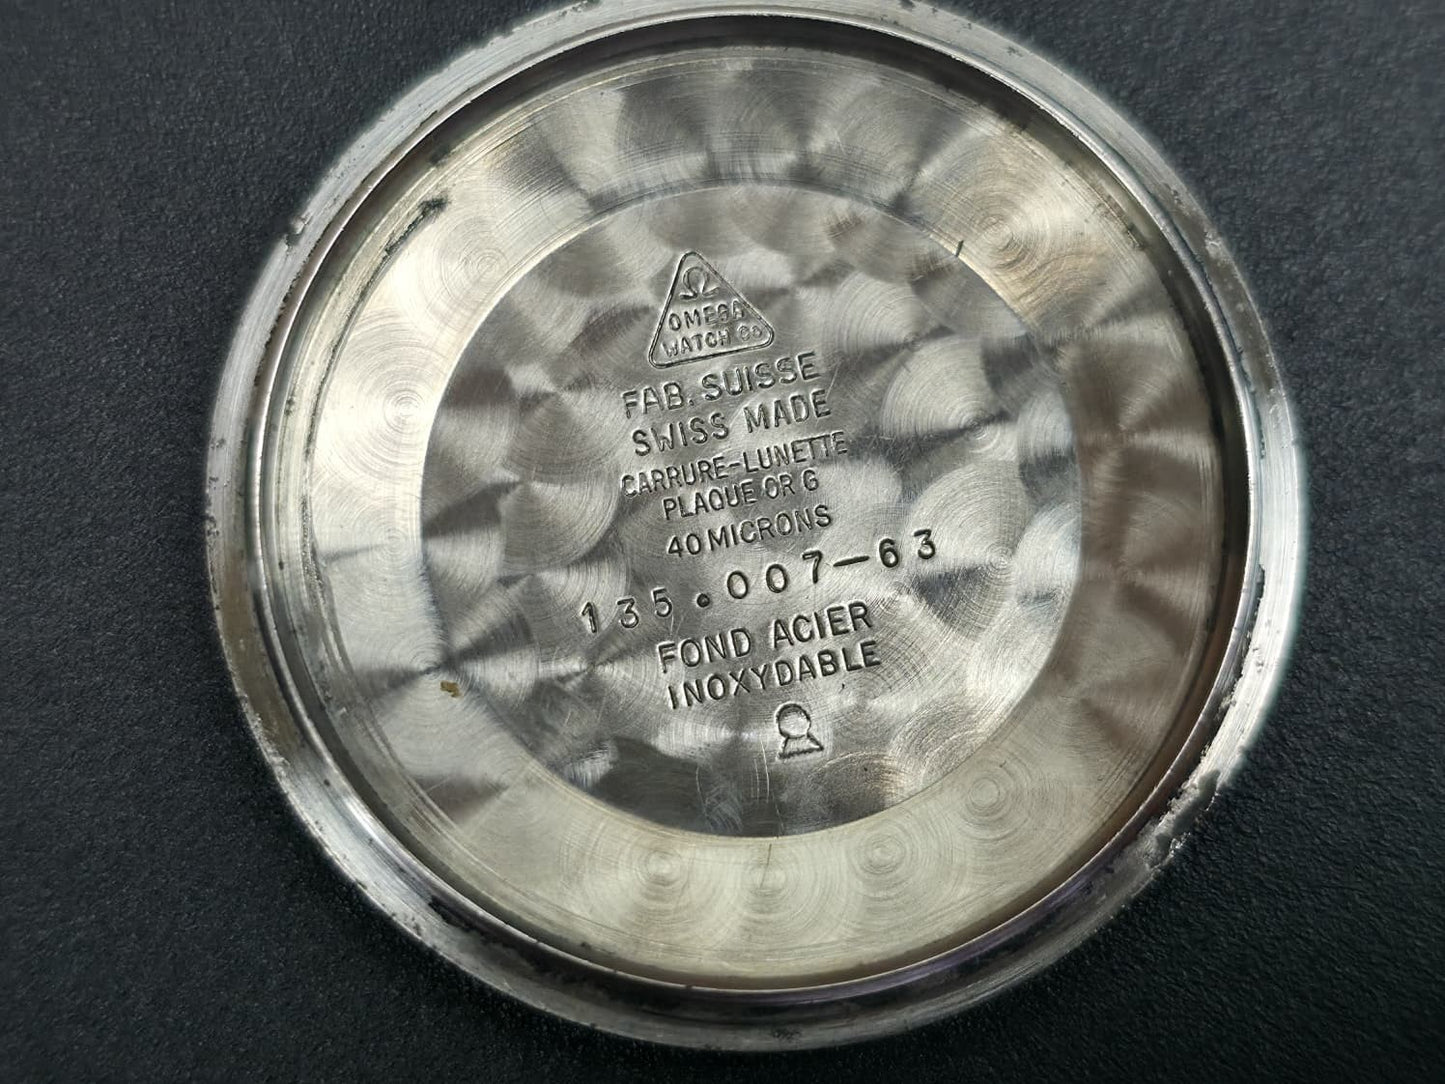 Ω
OMEGA
WATCH Co
FAB. SUISSE
SWISS MADE
CARRURE-LUNETTE
PLAQUE OR G
40 MICRONS
135.007-63
FOND ACIER
INOXYDABLE